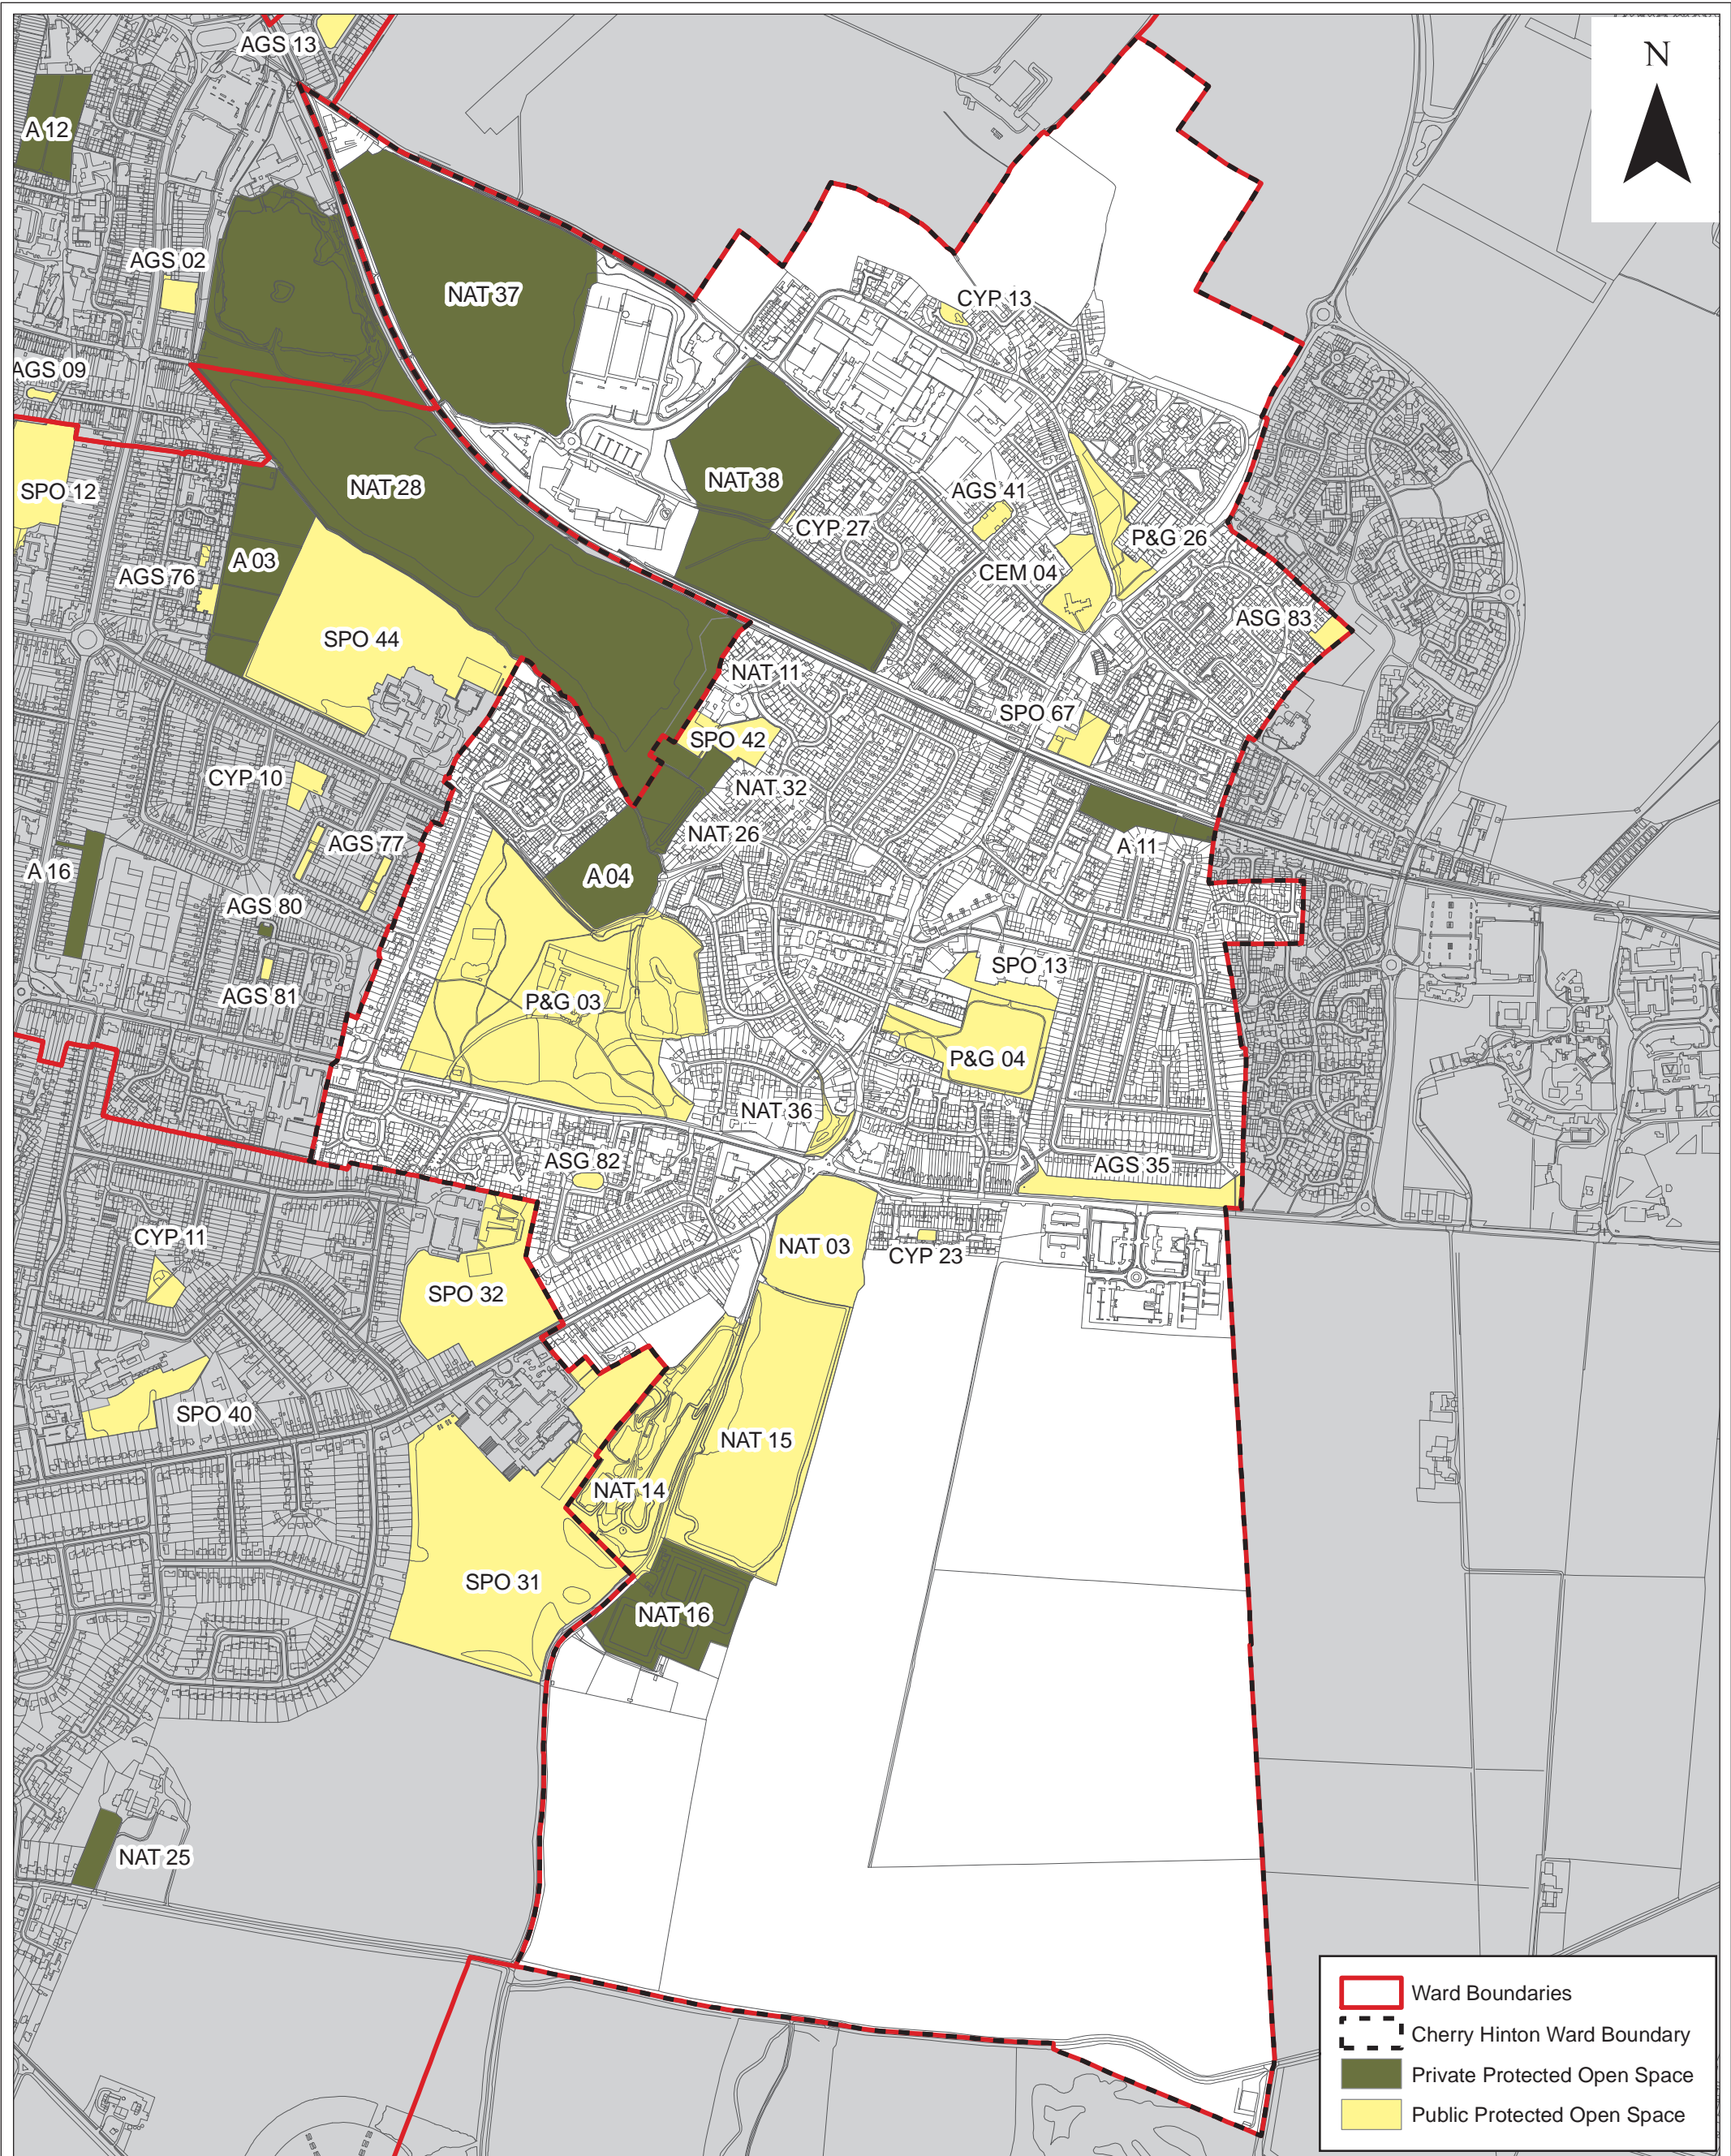 AGS 13
N
A 12
AGS 02
NAT 37
CYP 13
AGS 09
SPO 12
NAT 28
NAT 38
AGS 41
CYP 27
P&G 26
A 03
CEM 04
AGS 76
ASG 83
SPO 44
NAT 11
SPO 67
SPO 42
CYP 10
NAT 32
NAT 26
AGS 77
A 11
A 16
A 04
AGS 80
SPO 13
AGS 81
P&G 03
P&G 04
NAT 36
ASG 82
AGS 35
CYP 11
NAT 03
CYP 23
SPO 32
SPO 40
NAT 15
NAT 14
SPO 31
NAT 16
NAT 25
Ward Boundaries
Cherry Hinton Ward Boundary
Private Protected Open Space
Public Protected Open Space